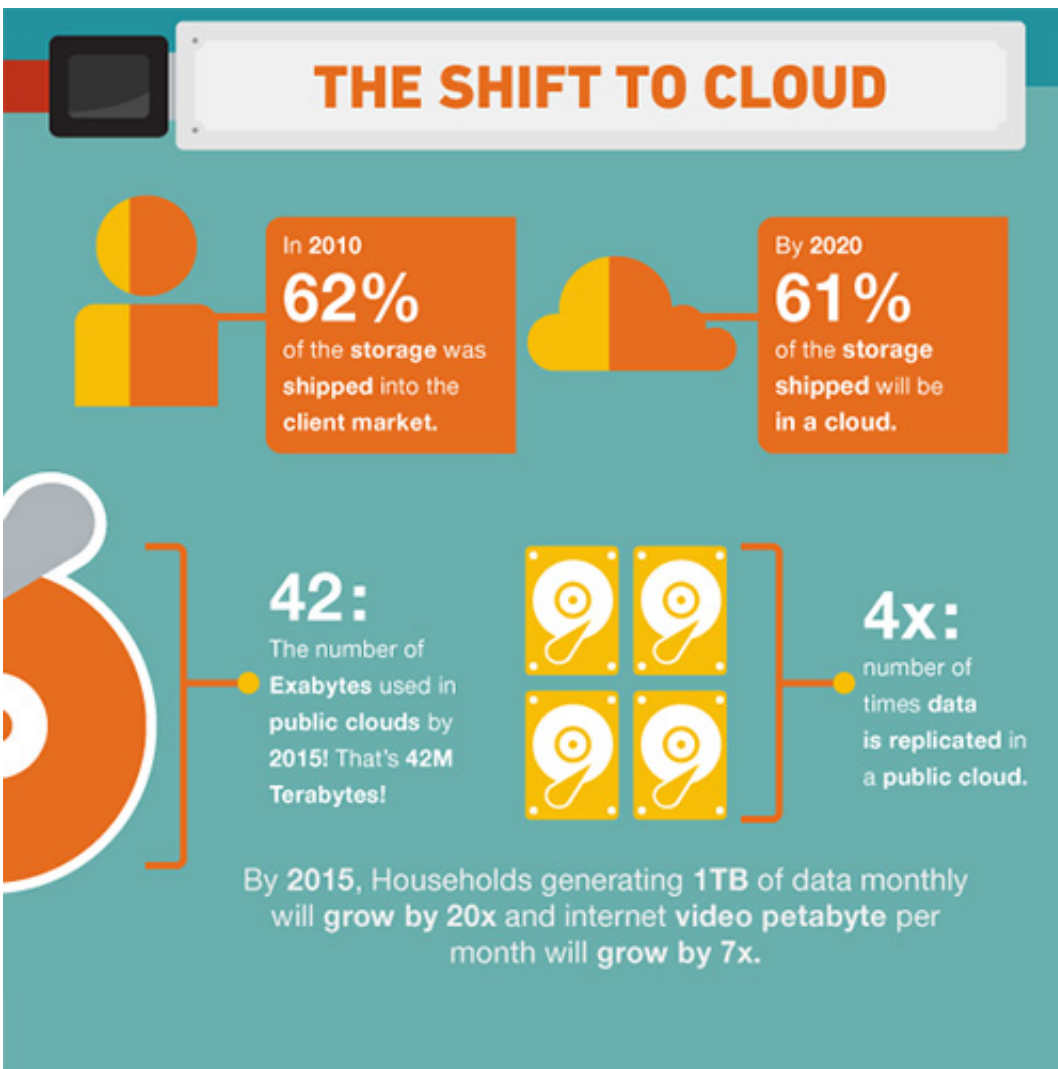 THE SHIFT TO CLOUD
In 2010
62%
of the storage was
shipped into the
client market.
By 2020
61%
of the storage
shipped will be
in a cloud.
42:
The number of
Exabytes used in
public clouds by
2015! That's 42M
Terabytes!
4x:
number of
times data
is replicated in
a public cloud.
By 2015, Households generating 1TB of data monthly
will grow by 20x and internet video petabyte per
month will grow by 7x.